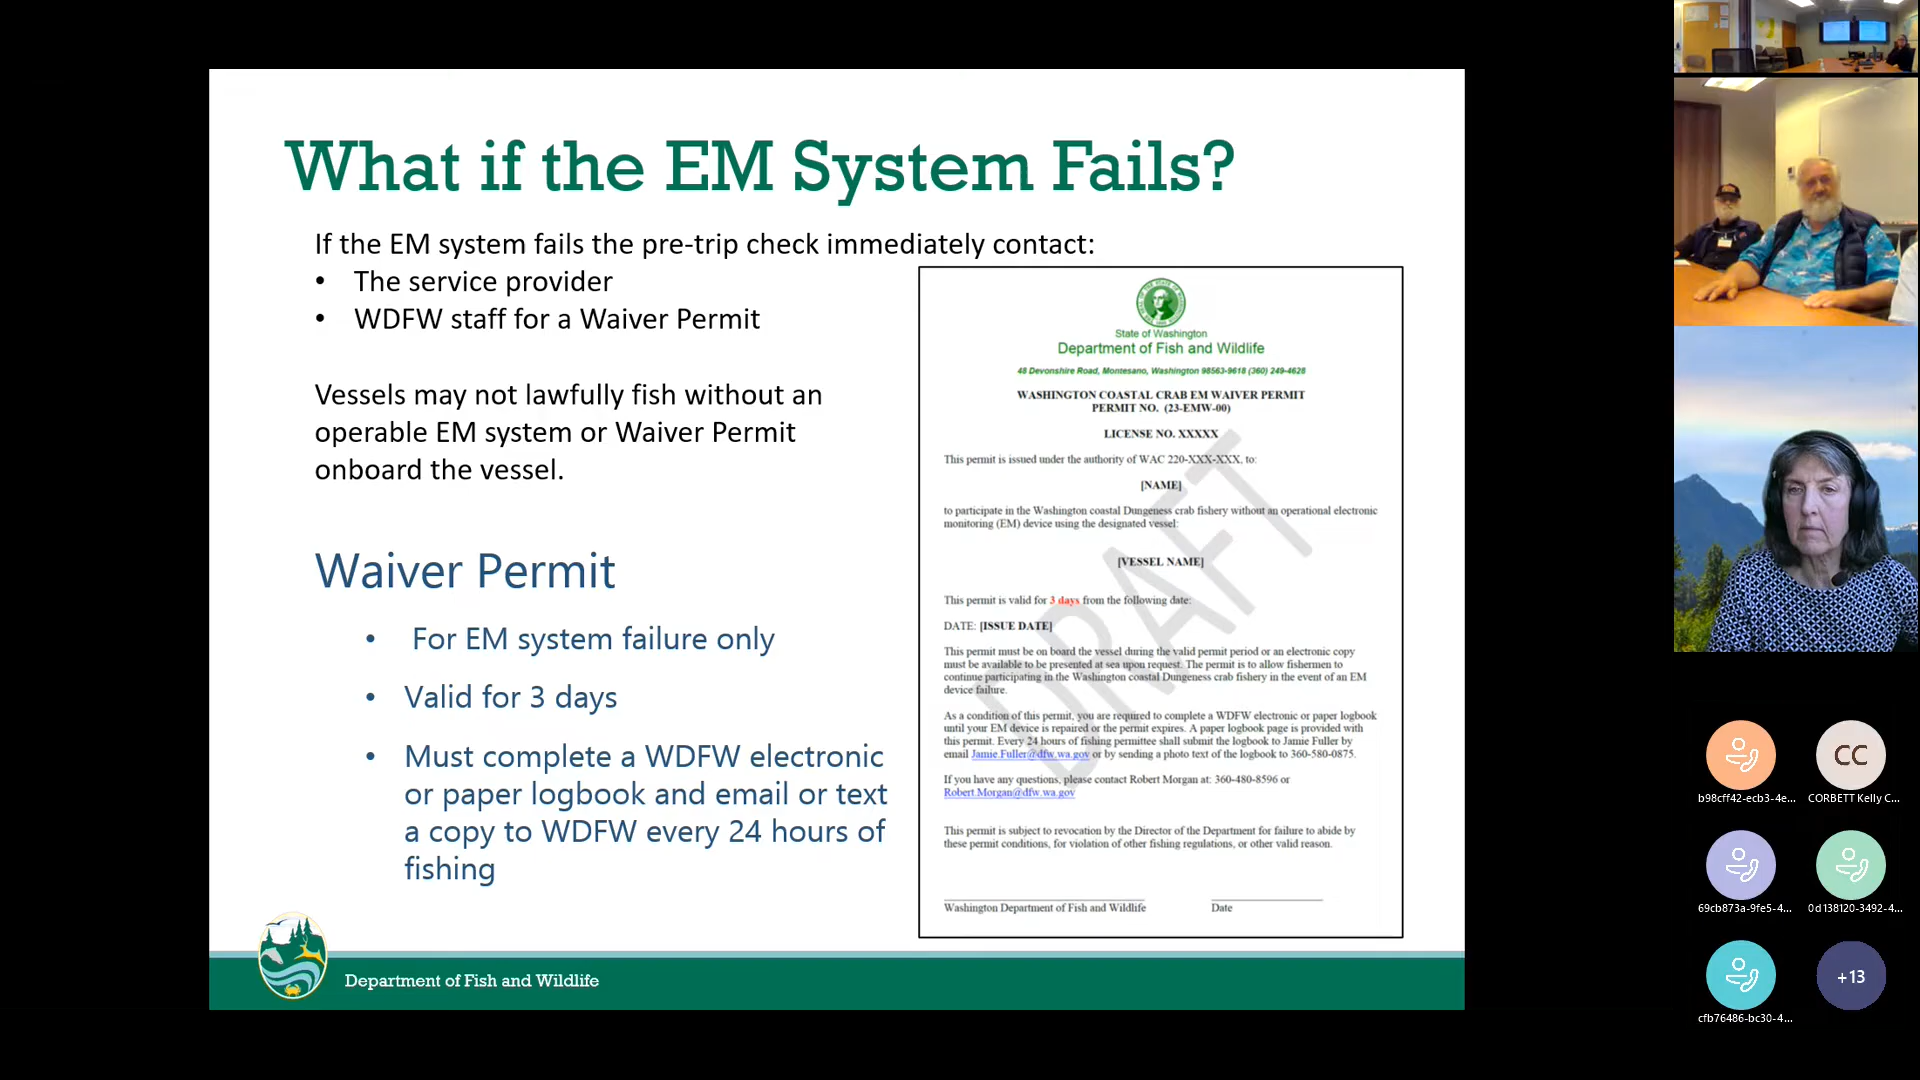 What if the EM System Fails?
If the EM system fails the pre-trip check immediately contact:
• The service provider
• WDFW staff for a Waiver Permit
Vessels may not lawfully fish without an
operable EM system or Waiver Permit
onboard the vessel.
Waiver Permit
• For EM system failure only
• Valid for 3 days
• Must complete a WDFW electronic
or paper logbook and email or text
a copy to WDFW every 24 hours of
fishing
Department of Fish and Wildlife
State of Washington
Department of Fish and Wildlife
48 Devonshire Road, Montesano, Washington 98563-9618 (360) 249-4628
WASHINGTON COASTAL CRAB EM WAIVER PERMIT
PERMIT NO. (23-EMW-00)
LICENSE NO. XXXXX
This permit is issued under the authority of WAC 220-XXX-XXX, to:
[NAME]
to participate in the Washington coastal Dungeness crab fishery without an operational electronic
monitoring (EM) device using the designated vessel:
[VESSEL NAME]
This permit is valid for 3 days from the following date:
DATE: [ISSUE DATE]
This permit must be on board the vessel during the valid permit period or an electronic copy
must be available to be presented at sea upon request. The permit is to allow fishermen to
continue participating in the Washington coastal Dungeness crab fishery in the event of an EM
device failure.
As a condition of this permit, you are required to complete a WDFW electronic or paper logbook
until your EM device is repaired or the permit expires. A paper logbook page is provided with
this permit. Every 24 hours of fishing permittee shall submit the logbook to Jamie Fuller by
email Jamie.Fuller@dfw.wa.gov or by sending a photo text of the logbook to 360-580-0875.
If you have any questions, please contact Robert Morgan at: 360-480-8596 or
Robert.Morgan@dfw.wa.gov
This permit is subject to revocation by the Director of the Department for failure to abide by
these permit conditions, for violation of other fishing regulations, or other valid reason.
Washington Department of Fish and Wildlife
Date
DRAFT
CC
b98cff42-ecb3-4e...
CORBETT Kelly C...
69cb873a-9fe5-4...
0d138120-3492-4...
+13
cfb76486-bc30-4...